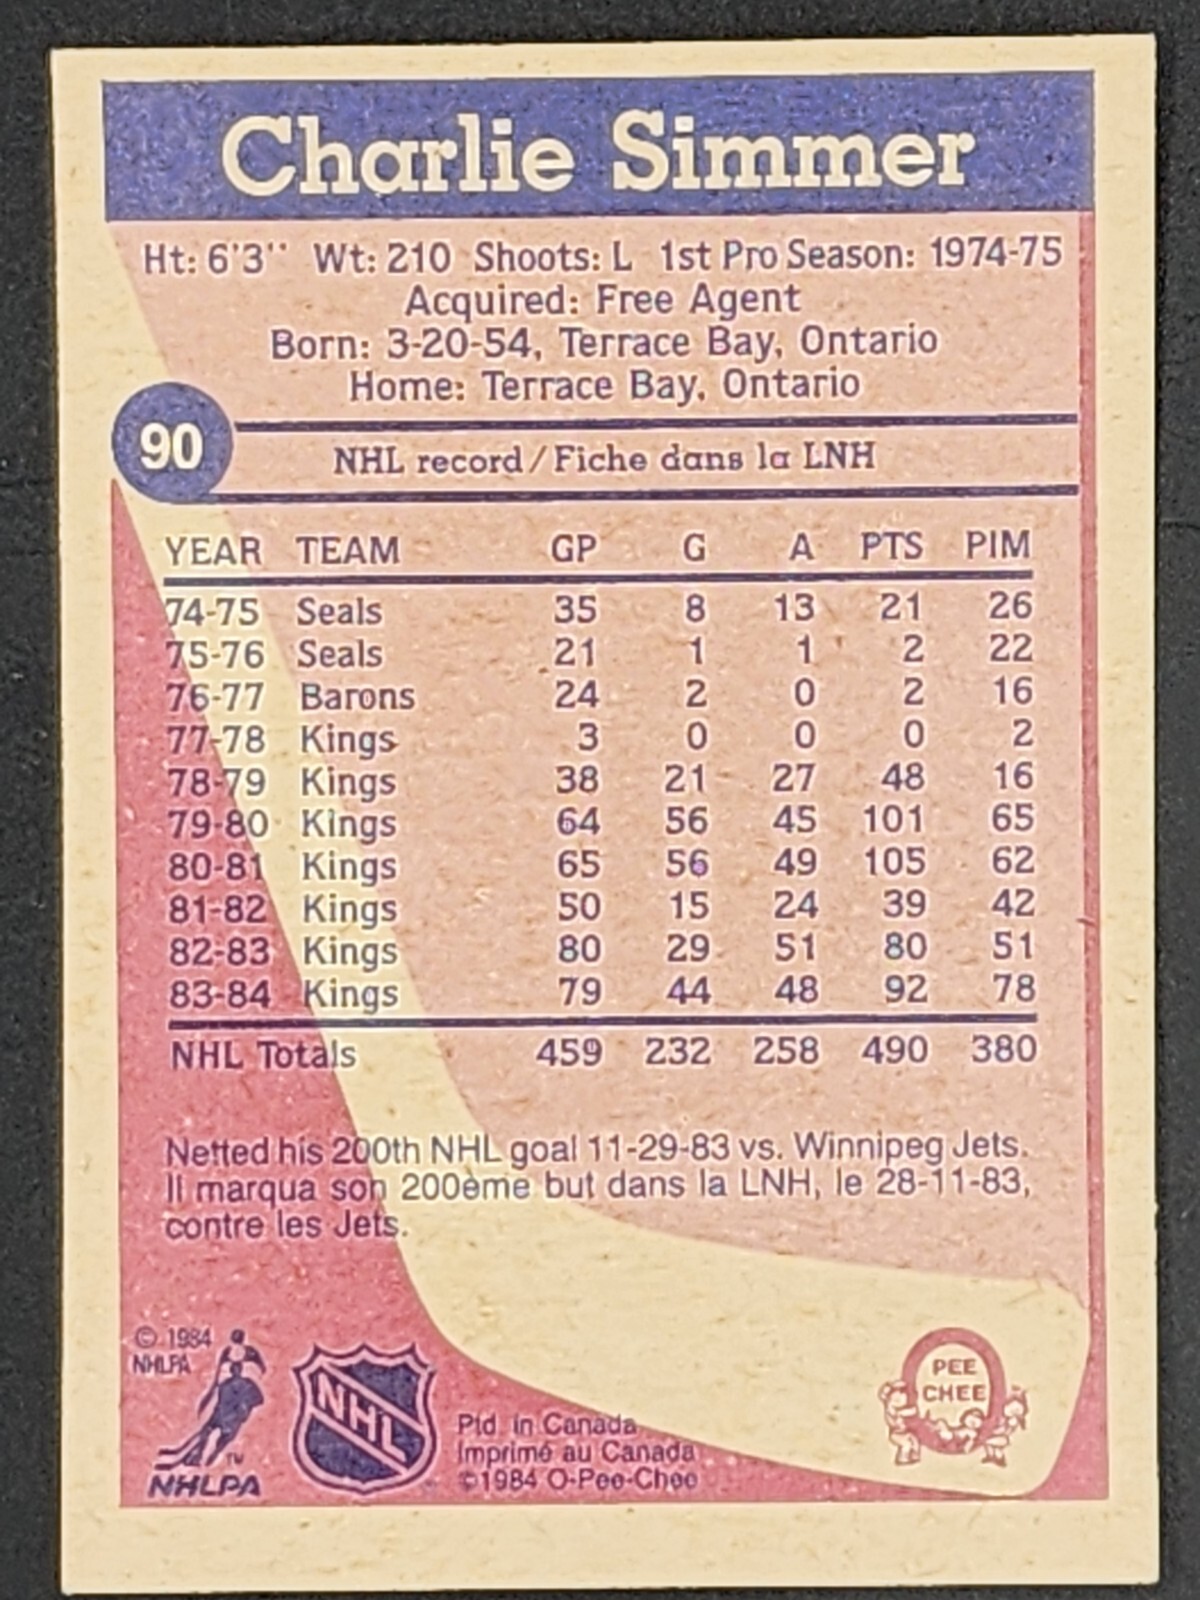 Charlie Simmer
Ht: 6'3'' Wt: 210 Shoots: L 1st Pro Season: 1974-75
Acquired: Free Agent
Born: 3-20-54, Terrace Bay, Ontario
Home: Terrace Bay, Ontario
90
NHL record/Fiche dans la LNH
YEAR TEAM GP G A PTS PIM
74-75 Seals 35 8 13 21 26
75-76 Seals 21 1 1 2 22
76-77 Barons 24 2 0 2 16
77-78 Kings 3 0 0 0 2
78-79 Kings 38 21 27 48 16
79-80 Kings 64 56 45 101 65
80-81 Kings 65 56 49 105 62
81-82 Kings 50 15 24 39 42
82-83 Kings 80 29 51 80 51
83-84 Kings 79 44 48 92 78
NHL Totals 459 232 258 490 380
Netted his 200th NHL goal 11-29-83 vs. Winnipeg Jets.
Il marqua son 200ème but dans la LNH, le 28-11-83,
contre les Jets.
© 1984
NHLPA
TM
NHLPA
NHL
Ptd. in Canada
Imprimé au Canada
©1984 O-Pee-Chee
PEE
CHEE